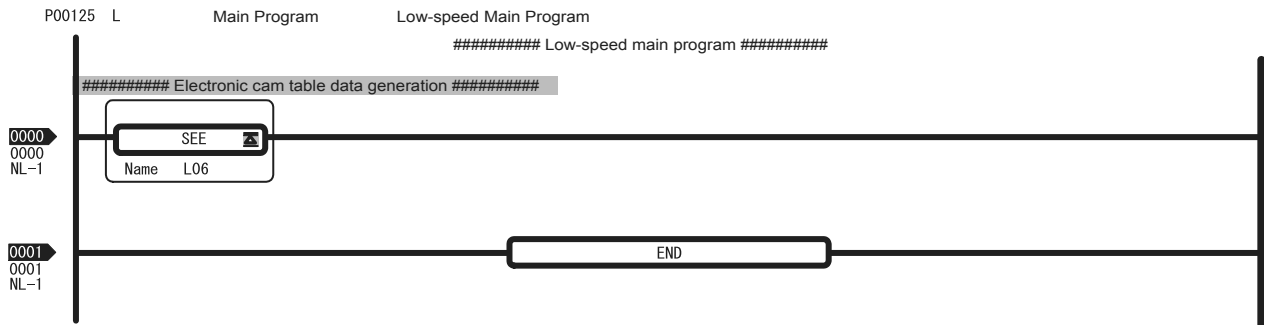 P00125 L Main Program Low-speed Main Program
########## Low-speed main program ##########
########## Electronic cam table data generation ##########
0000 SEE
0000
NL-1 Name L06
0001 END
0001
NL-1